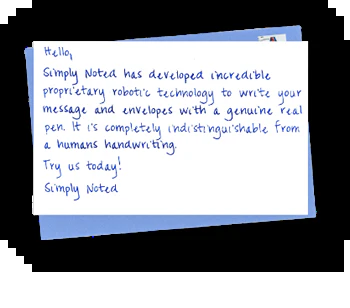 Hello,
Simply Noted has developed incredible
proprietary robotic technology to write your
message and envelopes with a genuine real
pen. It is completely indistinguishable from
a humans handwriting.
Try us today!
Simply Noted